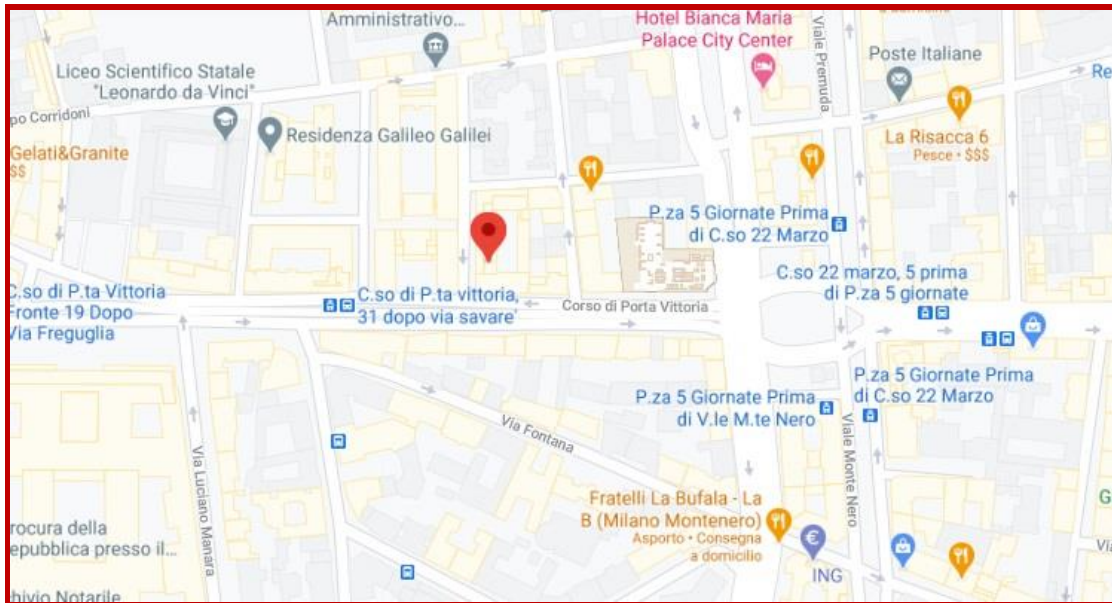 Amministrativo...
Hotel Bianca Maria
Palace City Center
Viale Premuda
Poste Italiane
Liceo Scientifico Statale
"Leonardo da Vinci"
po Corridoni
Residenza Galileo Galilei
Re
La Risacca 6
Pesce • $$$
Gelati&Granite
$$
P.za 5 Giornate Prima
di C.so 22 Marzo
C.so 22 marzo, 5 prima
di P.za 5 giornate
C.so di P.ta Vittoria
Fronte 19 Dopo
Via Freguglia
C.so di P.ta vittoria,
31 dopo via savare'
Corso di Porta Vittoria
P.za 5 Giornate Prima
di C.so 22 Marzo
P.za 5 Giornate Prima
di V.le M.te Nero
Via Fontana
Viale Monte Nero
Via Luciano Manara
Fratelli La Bufala - La
B (Milano Montenero)
Asporto • Consegna
a domicilio
ING
G
Via
rocura della
epubblica presso il...
chivio Notarile